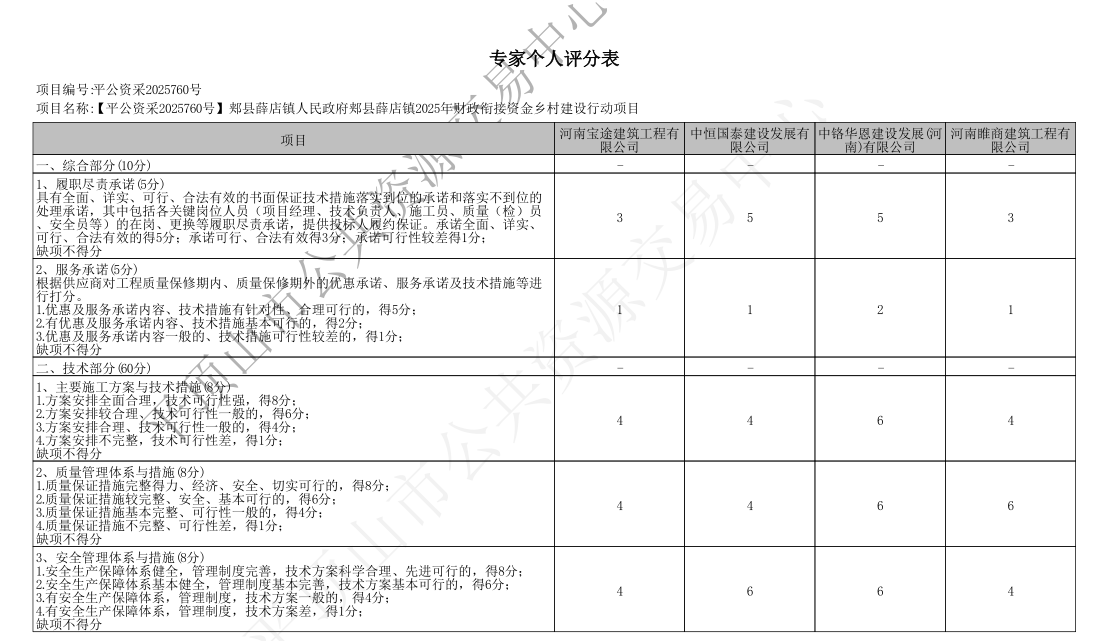 专家个人评分表
项目编号:平公资采2025760号
项目名称:【平公资采2025760号】郏县薛店镇人民政府郏县薛店镇2025年财政衔接资金乡村建设行动项目
项目
河南宝途建筑工程有
限公司
中恒国泰建设发展有
限公司
中铬华恩建设发展(河
南)有限公司
河南睢商建筑工程有
限公司
一、综合部分(10分)
–
–
–
–
1、履职尽责承诺(5分)
具有全面、详实、可行、合法有效的书面保证技术措施落实到位的承诺和落实不到位的
处理承诺，其中包括各关键岗位人员（项目经理、技术负责人、施工员、质量（检）员
、安全员等）的在岗、更换等履职尽责承诺，提供投标人履约保证。承诺全面、详实、
可行、合法有效的得5分；承诺可行、合法有效得3分；承诺可行性较差得1分；
缺项不得分
3
5
5
3
2、服务承诺(5分)
根据供应商对工程质量保修期内、质量保修期外的优惠承诺、服务承诺及技术措施等进
行打分。
1.优惠及服务承诺内容、技术措施有针对性、合理可行的，得5分；
2.有优惠及服务承诺内容、技术措施基本可行的，得2分；
3.优惠及服务承诺内容一般的、技术措施可行性较差的，得1分；
缺项不得分
1
1
2
1
二、技术部分(60分)
–
–
–
–
1、主要施工方案与技术措施(8分)
1.方案安排全面合理，技术可行性强，得8分；
2.方案安排较合理、技术可行性一般的，得6分；
3.方案安排合理、技术可行性一般的，得4分；
4.方案安排不完整，技术可行性差，得1分；
缺项不得分
4
4
6
4
2、质量管理体系与措施(8分)
1.质量保证措施完整得力、经济、安全、切实可行的，得8分；
2.质量保证措施较完整、安全、基本可行的，得6分；
3.质量保证措施基本完整、可行性一般的，得4分；
4.质量保证措施不完整、可行性差，得1分；
缺项不得分
4
4
6
6
3、安全管理体系与措施(8分)
1.安全生产保障体系健全，管理制度完善，技术方案科学合理、先进可行的，得8分；
2.安全生产保障体系基本健全，管理制度基本完善，技术方案基本可行的，得6分；
3.有安全生产保障体系，管理制度，技术方案一般的，得4分；
4.有安全生产保障体系，管理制度，技术方案差，得1分；
缺项不得分
4
6
6
4
平顶山市公共资源交易中心
平顶山市公共资源交易中心